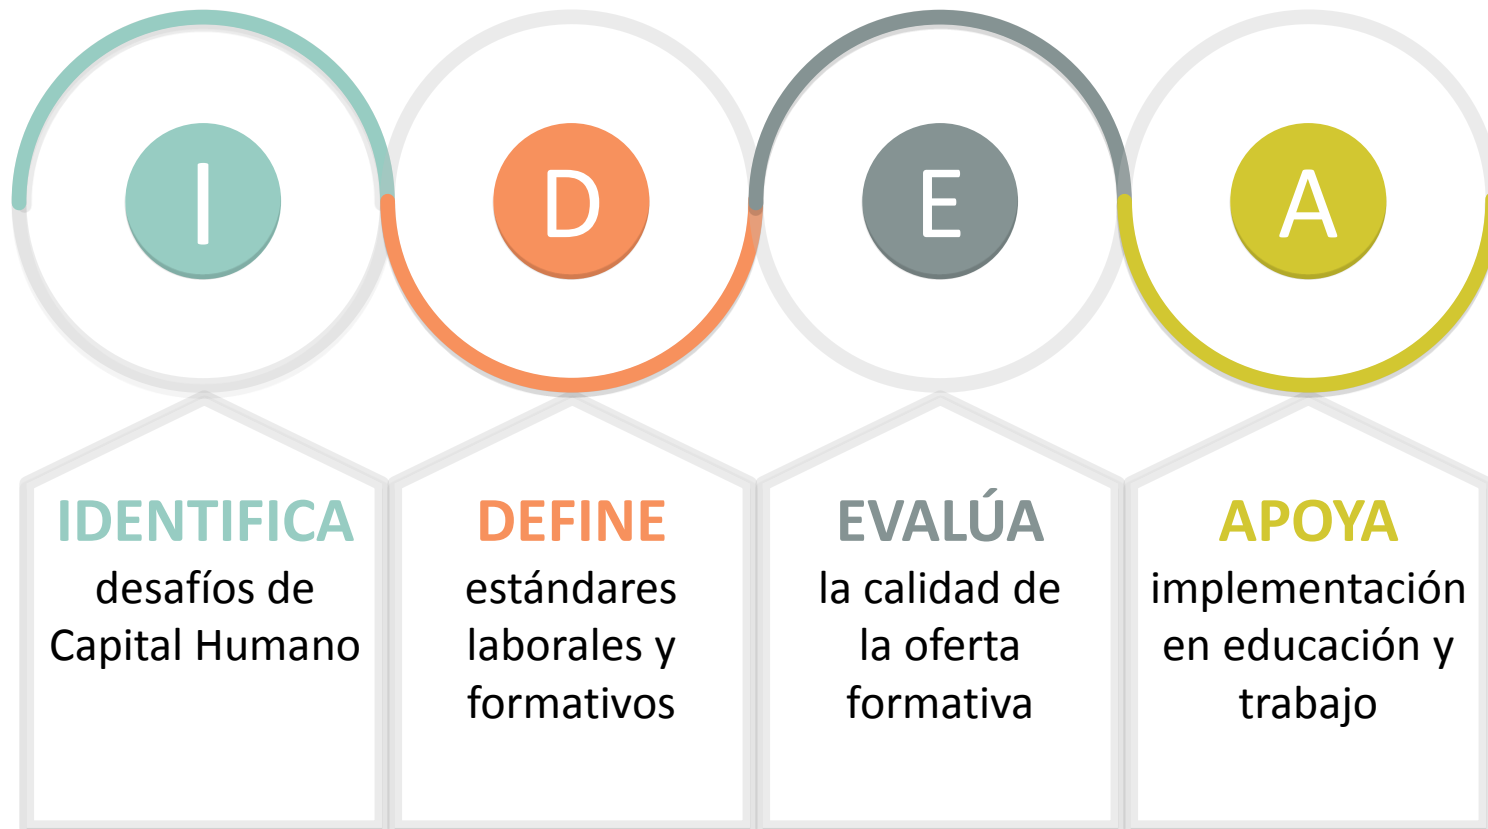 I
D
E
A
IDENTIFICA
desafíos de
Capital Humano
DEFINE
estándares
laborales y
formativos
EVALÚA
la calidad de
la oferta
formativa
APOYA
implementación
en educación y
trabajo